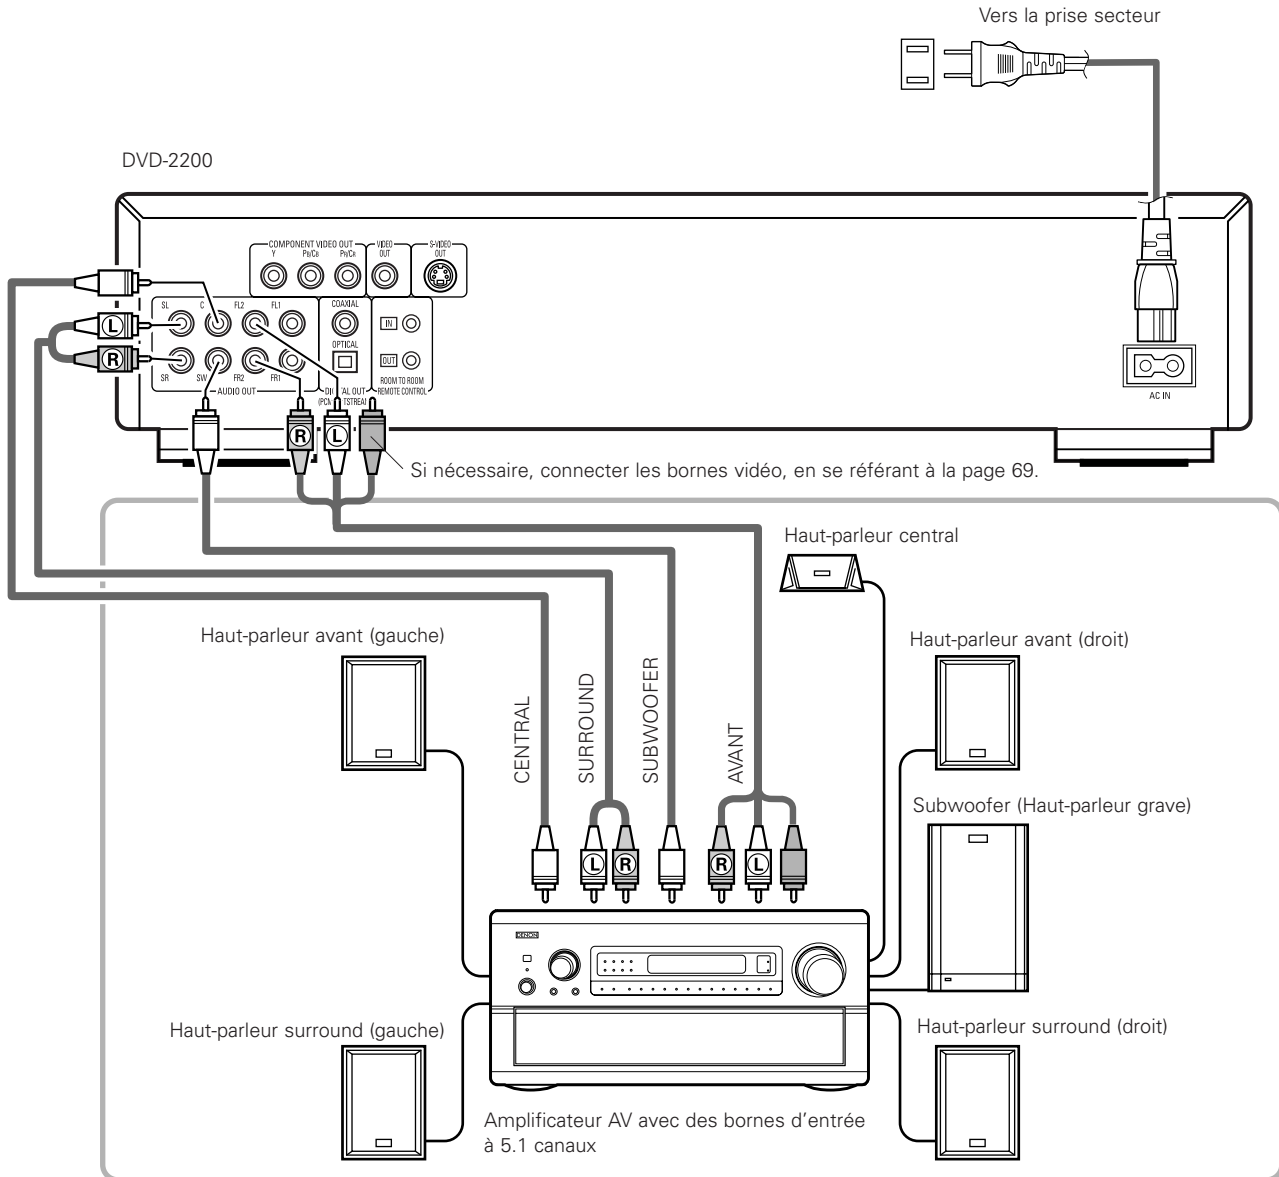 Vers la prise secteur
DVD-2200
COMPONENT VIDEO OUT
Y PB/CB PR/CR
VIDEO OUT
S-VIDEO OUT
SL C FL2 FL1
COAXIAL
IN
OPTICAL
OUT
SR SW FR2 FR1
AUDIO OUT
DIGITAL OUT
ROOM TO ROOM
REMOTE CONTROL
AC IN
L
R
R
L
Si nécessaire, connecter les bornes vidéo, en se référant à la page 69.
Haut-parleur central
Haut-parleur avant (gauche)
Haut-parleur avant (droit)
CENTRAL
SURROUND
SUBWOOFER
AVANT
Subwoofer (Haut-parleur grave)
L
R
R
L
DENON
Haut-parleur surround (gauche)
Haut-parleur surround (droit)
Amplificateur AV avec des bornes d'entrée
à 5.1 canaux